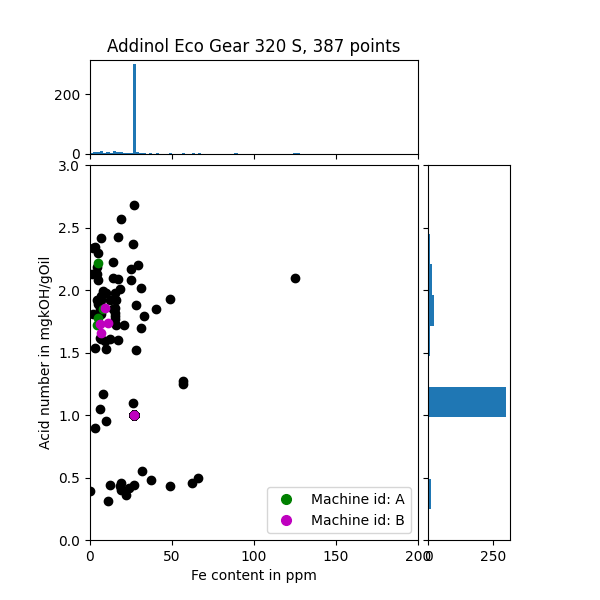 Addinol Eco Gear 320 S, 387 points
200
0
3.0
2.5
2.0
1.5
1.0
0.5
0.0
Acid number in mgkOH/gOil
Machine id: A
Machine id: B
0 50 100 150 200 0 250
Fe content in ppm